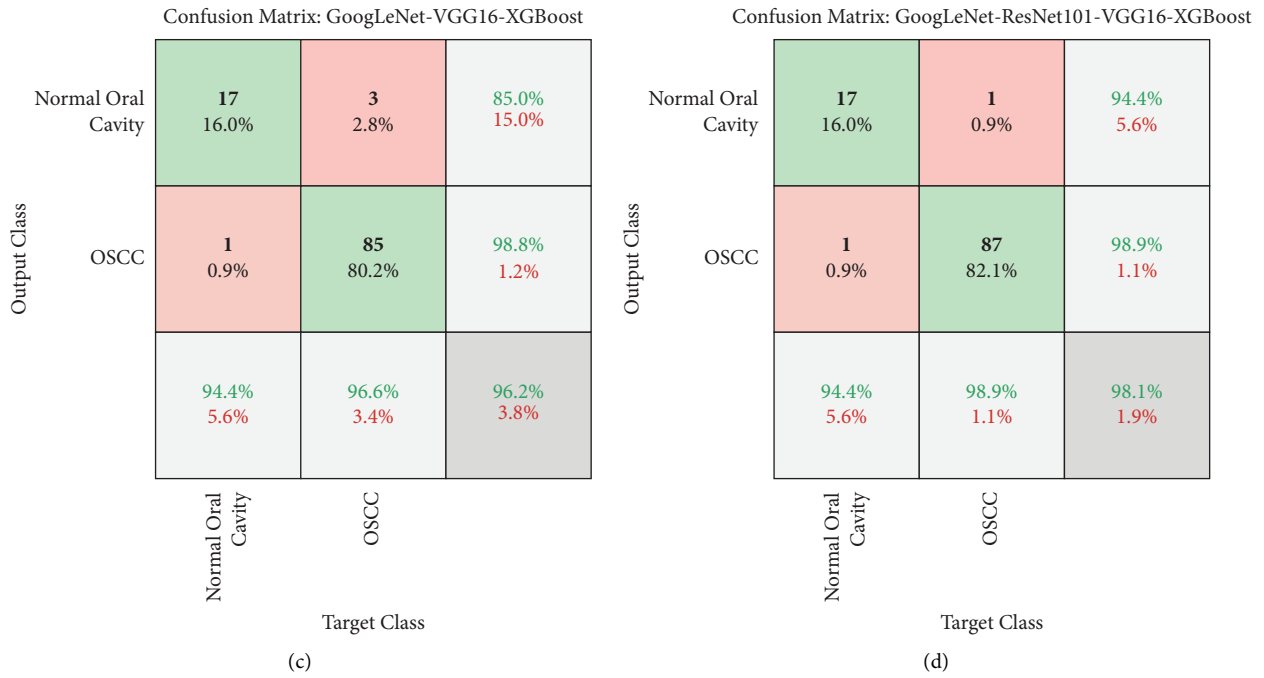 Confusion Matrix: GoogLeNet-VGG16-XGBoost
Normal Oral
Cavity
17
16.0%
3
2.8%
85.0%
15.0%
OSCC
1
0.9%
85
80.2%
98.8%
1.2%
94.4%
5.6%
96.6%
3.4%
96.2%
3.8%
Output Class
Normal Oral
Cavity
OSCC
Target Class
(c)
Confusion Matrix: GoogLeNet-ResNet101-VGG16-XGBoost
Normal Oral
Cavity
17
16.0%
1
0.9%
94.4%
5.6%
OSCC
1
0.9%
87
82.1%
98.9%
1.1%
94.4%
5.6%
98.9%
1.1%
98.1%
1.9%
Output Class
Normal Oral
Cavity
OSCC
Target Class
(d)